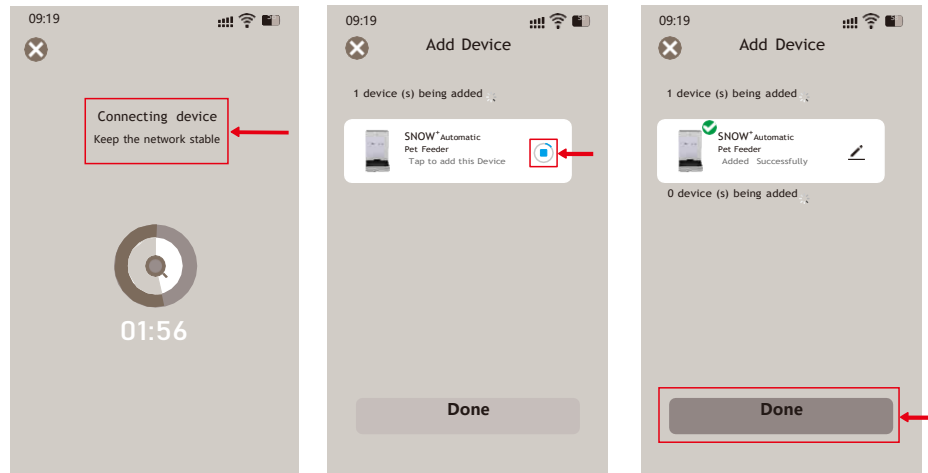 09:19
Connecting device
Keep the network stable
01:56
09:19
Add Device
1 device (s) being added
SNOW⁺Automatic
Pet Feeder
Tap to add this Device
Done
09:19
Add Device
1 device (s) being added
SNOW⁺Automatic
Pet Feeder
Added Successfully
0 device (s) being added
Done